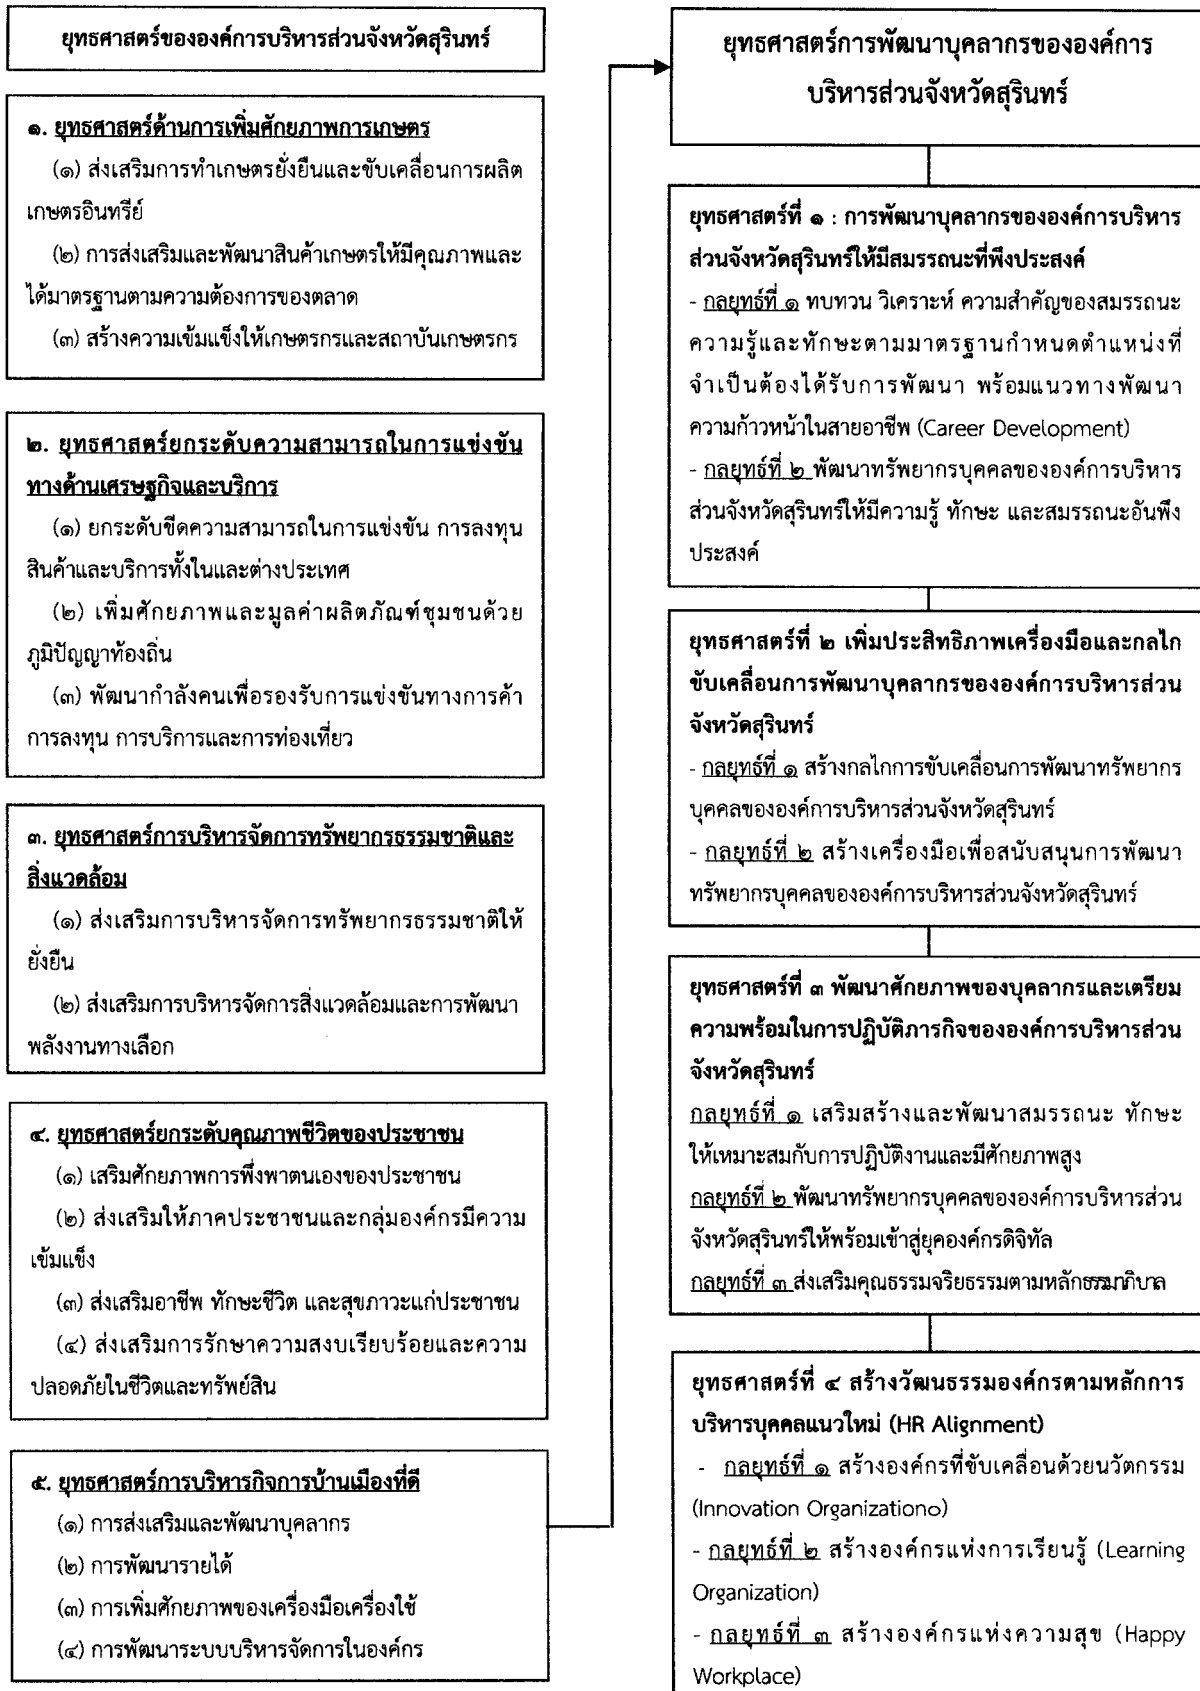 ยุทธศาสตร์ขององค์การบริหารส่วนจังหวัดสุรินทร์
๑. ยุทธศาสตร์ด้านการเพิ่มศักยภาพการเกษตร
(๑) ส่งเสริมการทำเกษตรยั่งยืนและขับเคลื่อนการผลิต
เกษตรอินทรีย์
(๒) การส่งเสริมและพัฒนาสินค้าเกษตรให้มีคุณภาพและ
ได้มาตรฐานตามความต้องการของตลาด
(๓) สร้างความเข้มแข็งให้เกษตรกรและสถาบันเกษตรกร
๒. ยุทธศาสตร์ยกระดับความสามารถในการแข่งขัน
ทางด้านเศรษฐกิจและบริการ
(๑) ยกระดับขีดความสามารถในการแข่งขัน การลงทุน
สินค้าและบริการทั้งในและต่างประเทศ
(๒) เพิ่มศักยภาพและมูลค่าผลิตภัณฑ์ชุมชนด้วย
ภูมิปัญญาท้องถิ่น
(๓) พัฒนากำลังคนเพื่อรองรับการแข่งขันทางการค้า
การลงทุน การบริการและการท่องเที่ยว
๓. ยุทธศาสตร์การบริหารจัดการทรัพยากรธรรมชาติและ
สิ่งแวดล้อม
(๑) ส่งเสริมการบริหารจัดการทรัพยากรธรรมชาติให้
ยั่งยืน
(๒) ส่งเสริมการบริหารจัดการสิ่งแวดล้อมและการพัฒนา
พลังงานทางเลือก
๔. ยุทธศาสตร์ยกระดับคุณภาพชีวิตของประชาชน
(๑) เสริมศักยภาพการพึ่งพาตนเองของประชาชน
(๒) ส่งเสริมให้ภาคประชาชนและกลุ่มองค์กรมีความ
เข้มแข็ง
(๓) ส่งเสริมอาชีพ ทักษะชีวิต และสุขภาวะแก่ประชาชน
(๔) ส่งเสริมการรักษาความสงบเรียบร้อยและความ
ปลอดภัยในชีวิตและทรัพย์สิน
๕. ยุทธศาสตร์การบริหารกิจการบ้านเมืองที่ดี
(๑) การส่งเสริมและพัฒนาบุคลากร
(๒) การพัฒนารายได้
(๓) การเพิ่มศักยภาพของเครื่องมือเครื่องใช้
(๔) การพัฒนาระบบบริหารจัดการในองค์กร
ยุทธศาสตร์การพัฒนาบุคลากรขององค์การ
บริหารส่วนจังหวัดสุรินทร์
ยุทธศาสตร์ที่ ๑ : การพัฒนาบุคลากรขององค์การบริหาร
ส่วนจังหวัดสุรินทร์ให้มีสมรรถนะที่พึงประสงค์
- กลยุทธ์ที่ ๑ ทบทวน วิเคราะห์ ความสำคัญของสมรรถนะ
ความรู้และทักษะตามมาตรฐานกำหนดตำแหน่งที่
จำเป็นต้องได้รับการพัฒนา พร้อมแนวทางพัฒนา
ความก้าวหน้าในสายอาชีพ (Career Development)
- กลยุทธ์ที่ ๒ พัฒนาทรัพยากรบุคคลขององค์การบริหาร
ส่วนจังหวัดสุรินทร์ให้มีความรู้ ทักษะ และสมรรถนะอันพึง
ประสงค์
ยุทธศาสตร์ที่ ๒ เพิ่มประสิทธิภาพเครื่องมือและกลไก
ขับเคลื่อนการพัฒนาบุคลากรขององค์การบริหารส่วน
จังหวัดสุรินทร์
- กลยุทธ์ที่ ๑ สร้างกลไกการขับเคลื่อนการพัฒนาทรัพยากร
บุคคลขององค์การบริหารส่วนจังหวัดสุรินทร์
- กลยุทธ์ที่ ๒ สร้างเครื่องมือเพื่อสนับสนุนการพัฒนา
ทรัพยากรบุคคลขององค์การบริหารส่วนจังหวัดสุรินทร์
ยุทธศาสตร์ที่ ๓ พัฒนาศักยภาพของบุคลากรและเตรียม
ความพร้อมในการปฏิบัติภารกิจขององค์การบริหารส่วน
จังหวัดสุรินทร์
กลยุทธ์ที่ ๑ เสริมสร้างและพัฒนาสมรรถนะ ทักษะ
ให้เหมาะสมกับการปฏิบัติงานและมีศักยภาพสูง
กลยุทธ์ที่ ๒ พัฒนาทรัพยากรบุคคลขององค์การบริหารส่วน
จังหวัดสุรินทร์ให้พร้อมเข้าสู่ยุคองค์กรดิจิทัล
กลยุทธ์ที่ ๓ ส่งเสริมคุณธรรมจริยธรรมตามหลักธรรมาภิบาล
ยุทธศาสตร์ที่ ๔ สร้างวัฒนธรรมองค์กรตามหลักการ
บริหารบุคคลแนวใหม่ (HR Alignment)
- กลยุทธ์ที่ ๑ สร้างองค์กรที่ขับเคลื่อนด้วยนวัตกรรม
(Innovation Organizationo)
- กลยุทธ์ที่ ๒ สร้างองค์กรแห่งการเรียนรู้ (Learning
Organization)
- กลยุทธ์ที่ ๓ สร้างองค์กรแห่งความสุข (Happy
Workplace)